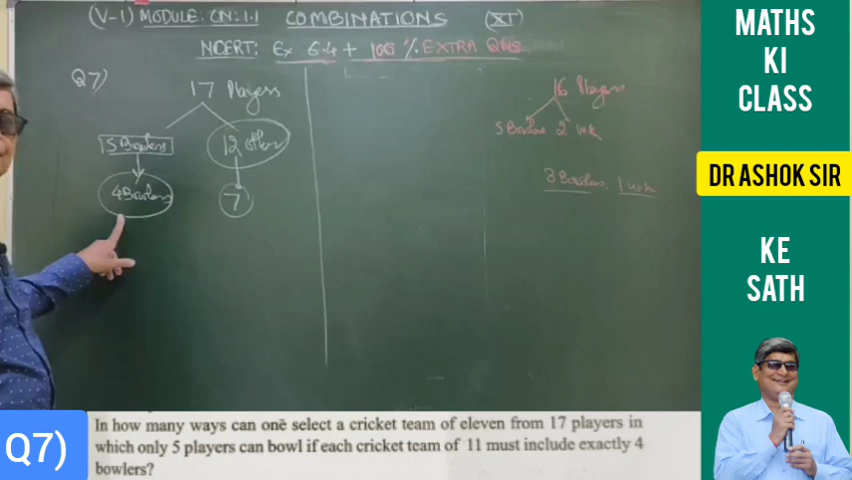 (V-1) MODULE: CN: 1.1 COMBINATIONS (XI)
NCERT: Ex 6.4 + 100 % EXTRA QNS
Q7)
17 Players
5 Bowlers 12 other
4 Bowlers 7
16 Players
5 Bowlers 2 wk
3 Bowlers 1 wk
MATHS
KI
CLASS
DR ASHOK SIR
KE
SATH
Q7)
In how many ways can one select a cricket team of eleven from 17 players in
which only 5 players can bowl if each cricket team of 11 must include exactly 4
bowlers?